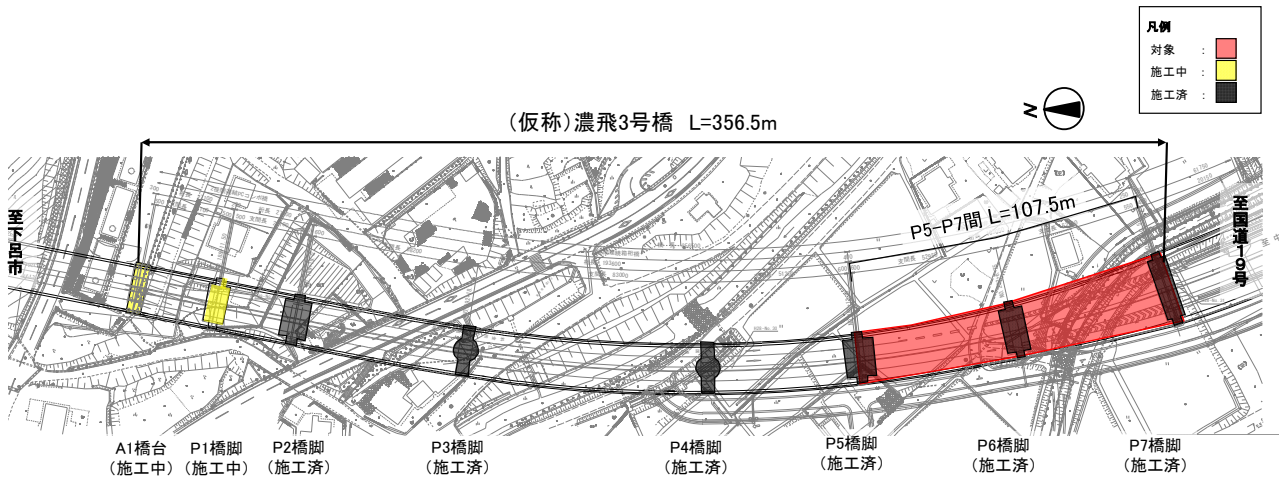 凡例
対象 :
施工中 :
施工済 :
N
(仮称)濃飛3号橋 L=356.5m
至下呂市
P5-P7間 L=107.5m
至国道19号
A1橋台
(施工中)
P1橋脚
(施工中)
P2橋脚
(施工済)
P3橋脚
(施工済)
P4橋脚
(施工済)
P5橋脚
(施工済)
P6橋脚
(施工済)
P7橋脚
(施工済)